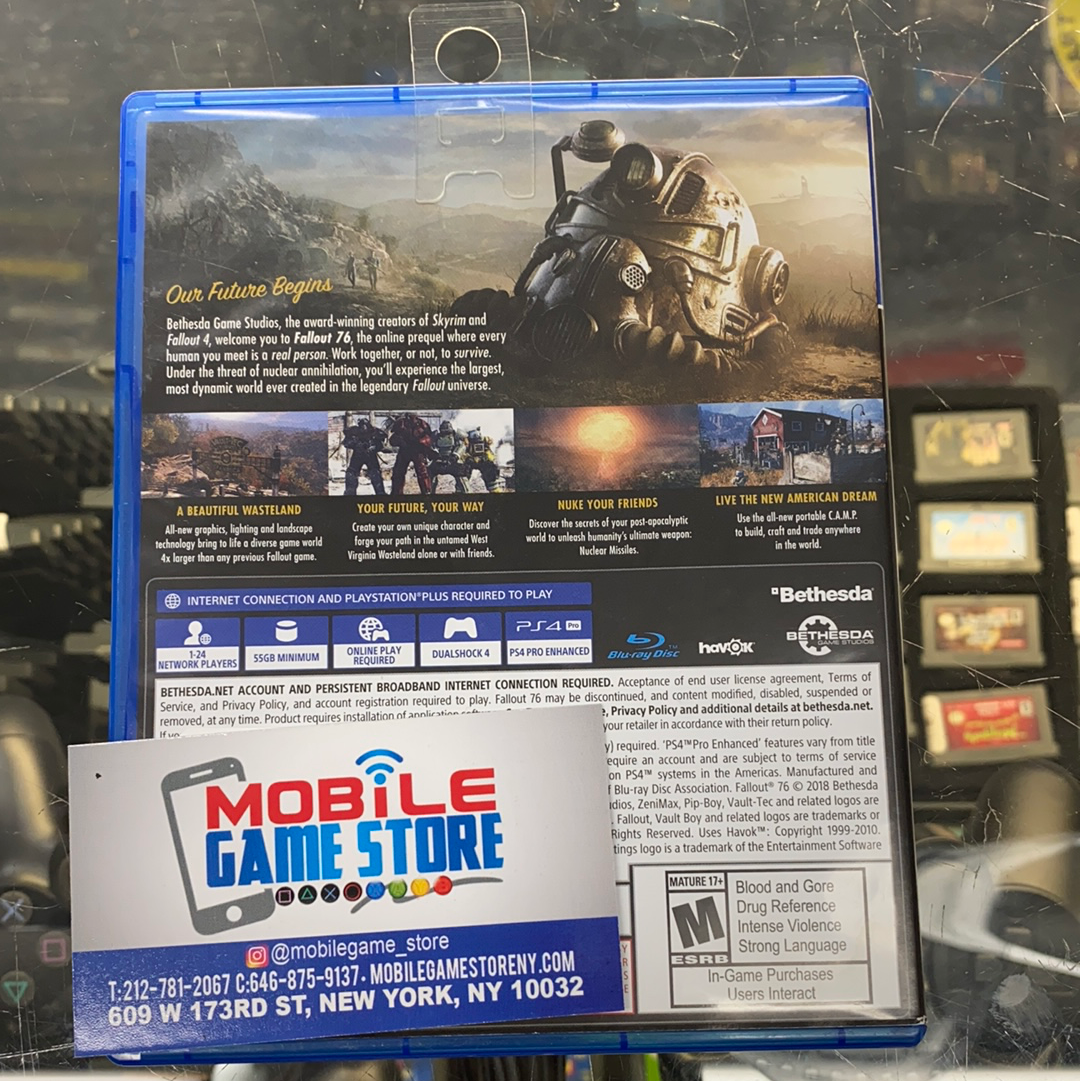 Our Future Begins
Bethesda Game Studios, the award-winning creators of Skyrim and
Fallout 4, welcome you to Fallout 76, the online prequel where every
human you meet is a real person. Work together, or not, to survive.
Under the threat of nuclear annihilation, you'll experience the largest,
most dynamic world ever created in the legendary Fallout universe.
A BEAUTIFUL WASTELAND
All-new graphics, lighting and landscape
technology bring to life a diverse game world
4x larger than any previous Fallout game.
YOUR FUTURE, YOUR WAY
Create your own unique character and
forge your path in the untamed West
Virginia Wasteland alone or with friends.
NUKE YOUR FRIENDS
Discover the secrets of your post-apocalyptic
world to unleash humanity's ultimate weapon:
Nuclear Missiles.
LIVE THE NEW AMERICAN DREAM
Use the all-new portable C.A.M.P.
to build, craft and trade anywhere
in the world.
INTERNET CONNECTION AND PLAYSTATION®PLUS REQUIRED TO PLAY
1-24
NETWORK PLAYERS
55GB MINIMUM
ONLINE PLAY
REQUIRED
DUALSHOCK 4
PS4 Pro
PS4 PRO ENHANCED
Blu-ray Disc™
havok
Bethesda
BETHESDA
GAME STUDIOS
BETHESDA.NET ACCOUNT AND PERSISTENT BROADBAND INTERNET CONNECTION REQUIRED. Acceptance of end user license agreement, Terms of
Service, and Privacy Policy, and account registration required to play. Fallout 76 may be discontinued, and content modified, disabled, suspended or
removed, at any time. Product requires installation of application
, Privacy Policy and additional details at bethesda.net.
your retailer in accordance with their return policy.
required. 'PS4™Pro Enhanced' features vary from title
require an account and are subject to terms of service
on PS4™ systems in the Americas. Manufactured and
Blu-ray Disc Association. Fallout® 76 © 2018 Bethesda
ZeniMax, Pip-Boy, Vault-Tec and related logos are
Fallout, Vault Boy and related logos are trademarks or
Rights Reserved. Uses Havok™: Copyright 1999-2010.
logo is a trademark of the Entertainment Software
MATURE 17+
M
ESRB
Blood and Gore
Drug Reference
Intense Violence
Strong Language
In-Game Purchases
Users Interact
MOBiLE
GAME STORE
@mobilegame_store
T:212-781-2067 C:646-875-9137 · MOBILEGAMESTORENY.COM
609 W 173RD ST, NEW YORK, NY 10032